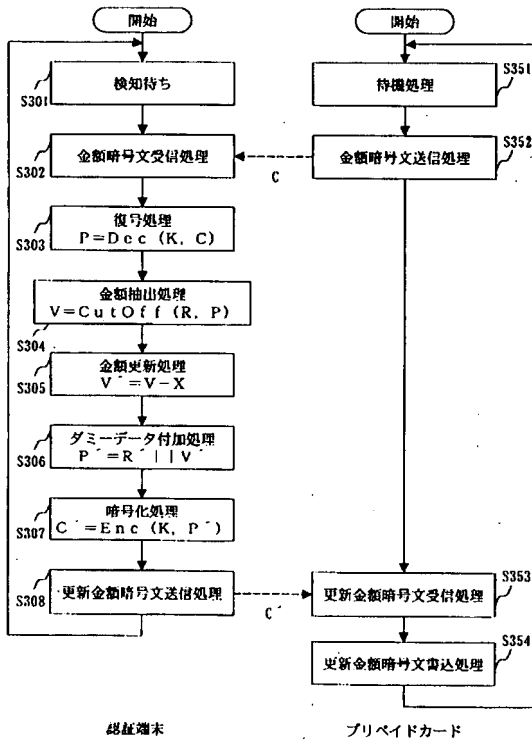 開始
検知待ち
S301
金額暗号文受信処理
S302
C
復号処理
P=Dec (K, C)
S303
金額抽出処理
V=CutOff (R, P)
S304
金額更新処理
V´=V-X
S305
ダミーデータ付加処理
P´=R´||V´
S306
暗号化処理
C´=Enc (K, P´)
S307
更新金額暗号文送信処理
S308
C´
認証端末
開始
S351
待機処理
S352
金額暗号文送信処理
S353
更新金額暗号文受信処理
S354
更新金額暗号文書込処理
プリペイドカード